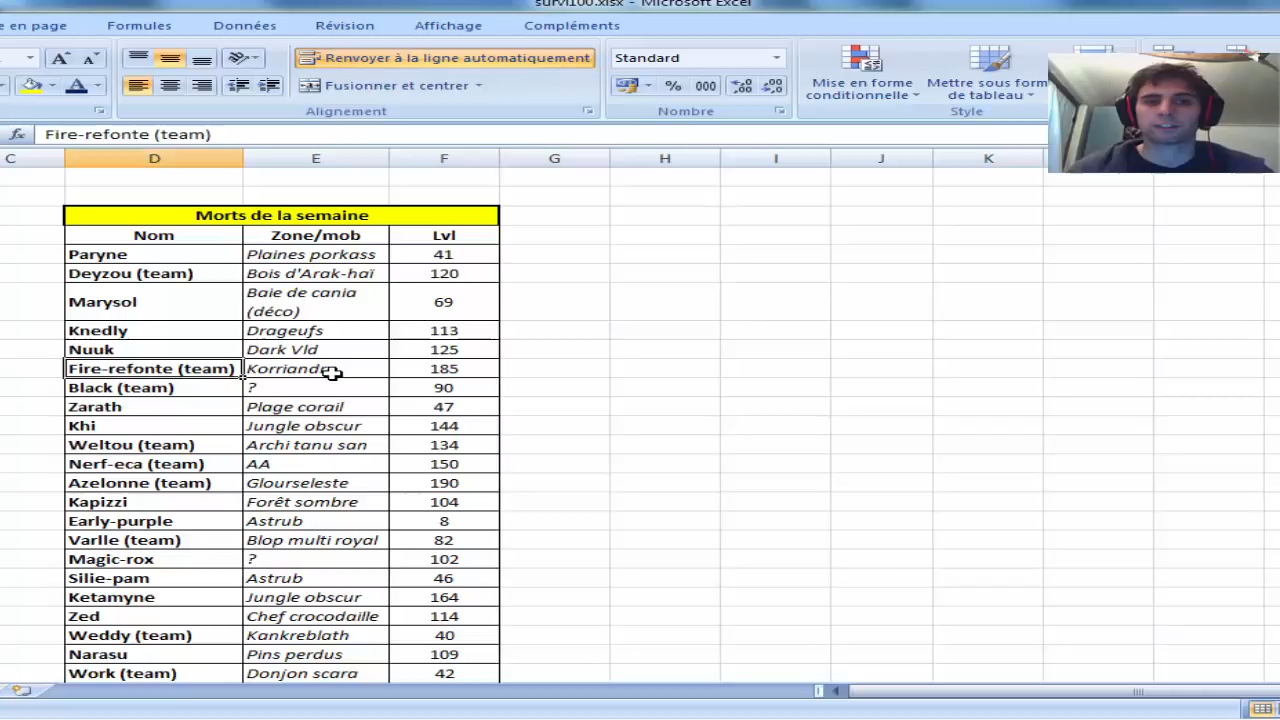 survi100.xlsx - Microsoft Excel
e en page Formules Données Révision Affichage Compléments
A A Renvoyer à la ligne automatiquement Standard
A Fusionner et centrer % 000 Mise en forme conditionnelle Mettre sous form de tableau
Alignement Nombre Style
fx Fire-refonte (team)
C D E F G H I J K
Morts de la semaine
Nom Zone/mob Lvl
Paryne Plaines porkass 41
Deyzou (team) Bois d'Arak-haï 120
Marysol Baie de cania (déco) 69
Knedly Drageufs 113
Nuuk Dark Vld 125
Fire-refonte (team) Korriand 185
Black (team) ? 90
Zarath Plage corail 47
Khi Jungle obscur 144
Weltou (team) Archi tanu san 134
Nerf-eca (team) AA 150
Azelonne (team) Glourseleste 190
Kapizzi Forêt sombre 104
Early-purple Astrub 8
Varlle (team) Blop multi royal 82
Magic-rox ? 102
Silie-pam Astrub 46
Ketamyne Jungle obscur 164
Zed Chef crocodaille 114
Weddy (team) Kankreblath 40
Narasu Pins perdus 109
Work (team) Donjon scara 42